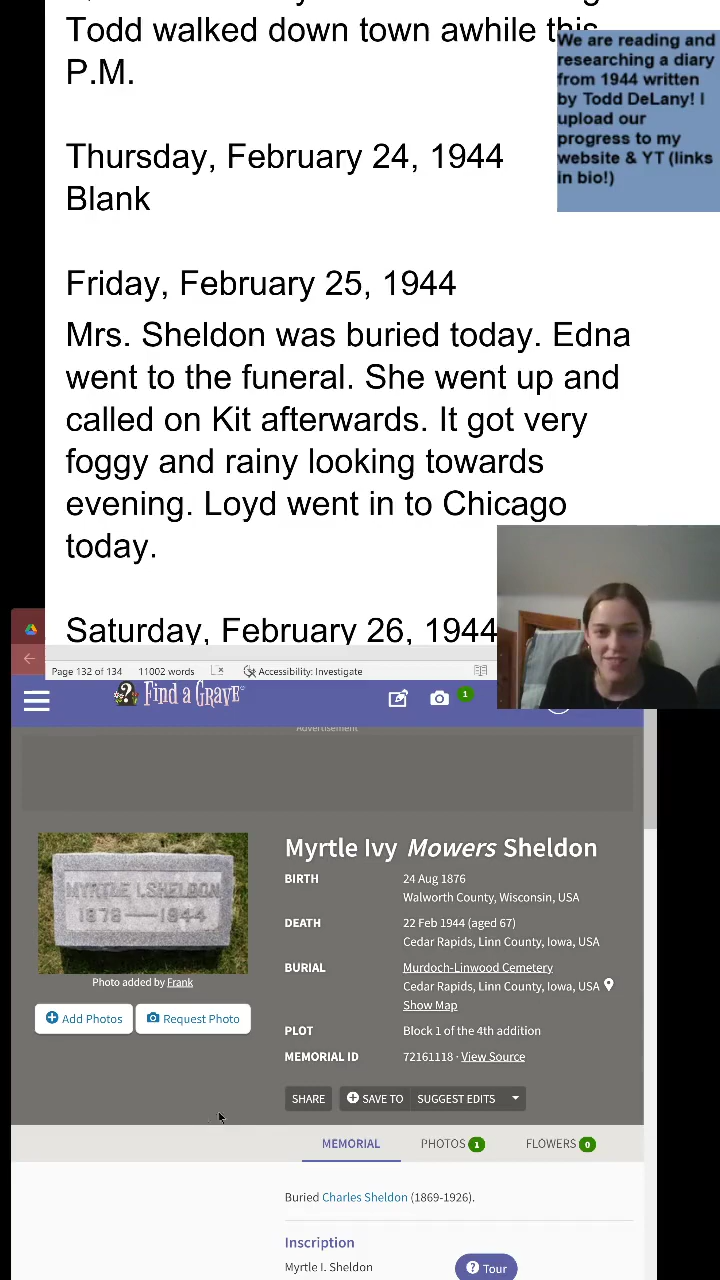 Todd walked down town awhile this
P.M.
We are reading and
researching a diary
from 1944 written
by Todd DeLany! I
upload our
progress to my
website & YT (links
in bio!)
Thursday, February 24, 1944
Blank
Friday, February 25, 1944
Mrs. Sheldon was buried today. Edna
went to the funeral. She went up and
called on Kit afterwards. It got very
foggy and rainy looking towards
evening. Loyd went in to Chicago
today.
Saturday, February 26, 1944
Page 132 of 134 11002 words Accessibility: Investigate
FIND A GRAVE 1
Advertisement
Myrtle Ivy Mowers Sheldon
BIRTH 24 Aug 1876
Walworth County, Wisconsin, USA
DEATH 22 Feb 1944 (aged 67)
Cedar Rapids, Linn County, Iowa, USA
BURIAL Murdoch-Linwood Cemetery
Cedar Rapids, Linn County, Iowa, USA
Show Map
PLOT Block 1 of the 4th addition
MEMORIAL ID 72161118 · View Source
MYRTLE I. SHELDON
1876—1944
Photo added by Frank
Add Photos Request Photo
SHARE SAVE TO SUGGEST EDITS
MEMORIAL PHOTOS 1 FLOWERS 0
Buried Charles Sheldon (1869-1926).
Inscription
Myrtle I. Sheldon
Tour